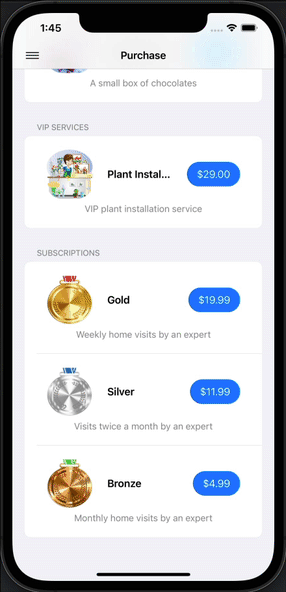 1:45
Purchase
A small box of chocolates
VIP SERVICES
Plant Instal...
$29.00
VIP plant installation service
SUBSCRIPTIONS
Gold
$19.99
Weekly home visits by an expert
Silver
$11.99
Visits twice a month by an expert
Bronze
$4.99
Monthly home visits by an expert